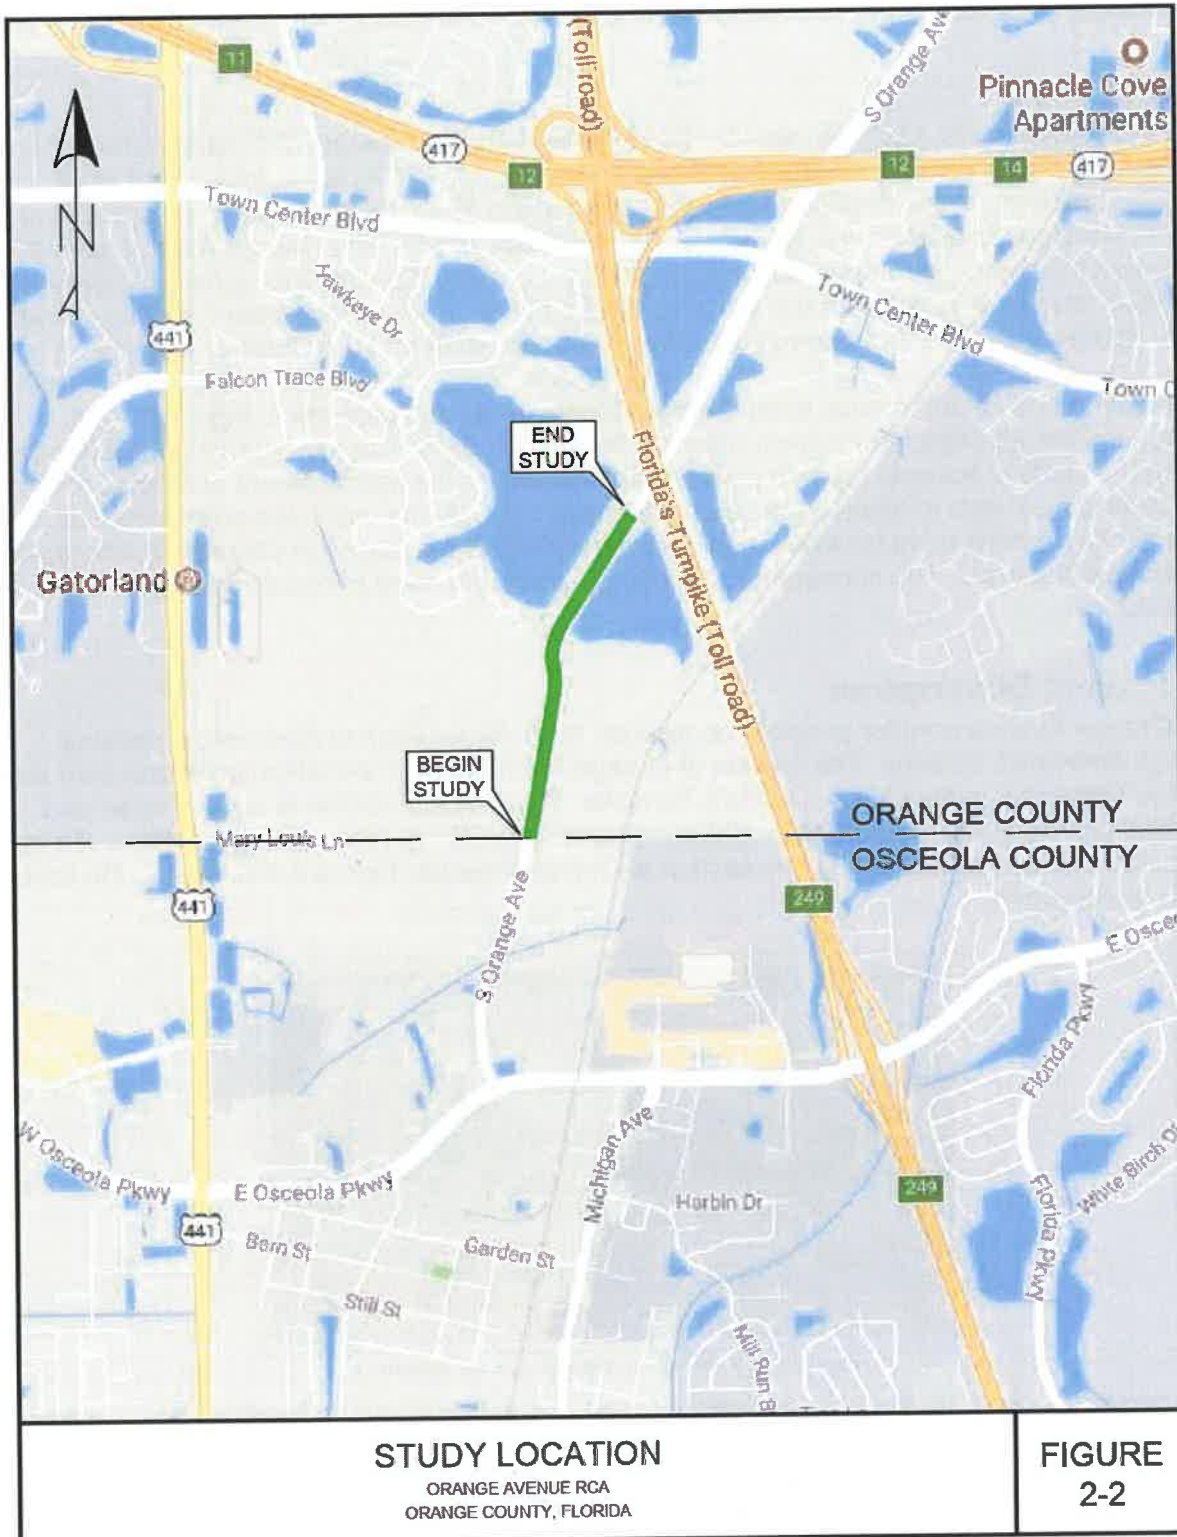 11
(Toll road)
S Orange Ave
Pinnacle Cove
Apartments
417
12
12
14
417
N
Town Center Blvd
Yawkeye Dr
441
Falcon Trace Blvd
Town Center Blvd
Town C
END
STUDY
Florida's Turnpike (Toll road)
Gatorland
BEGIN
STUDY
ORANGE COUNTY
Mary Louis Ln
OSCEOLA COUNTY
441
249
S Orange Ave
E Osceo
Florida Pkwy
W Osceola Pkwy
E Osceola Pkwy
Michigan Ave
Harbin Dr
249
White Birch Dr
Florida Pkwy
441
Bern St
Garden St
Still St
Mill Run B
STUDY LOCATION
ORANGE AVENUE RCA
ORANGE COUNTY, FLORIDA
FIGURE
2-2